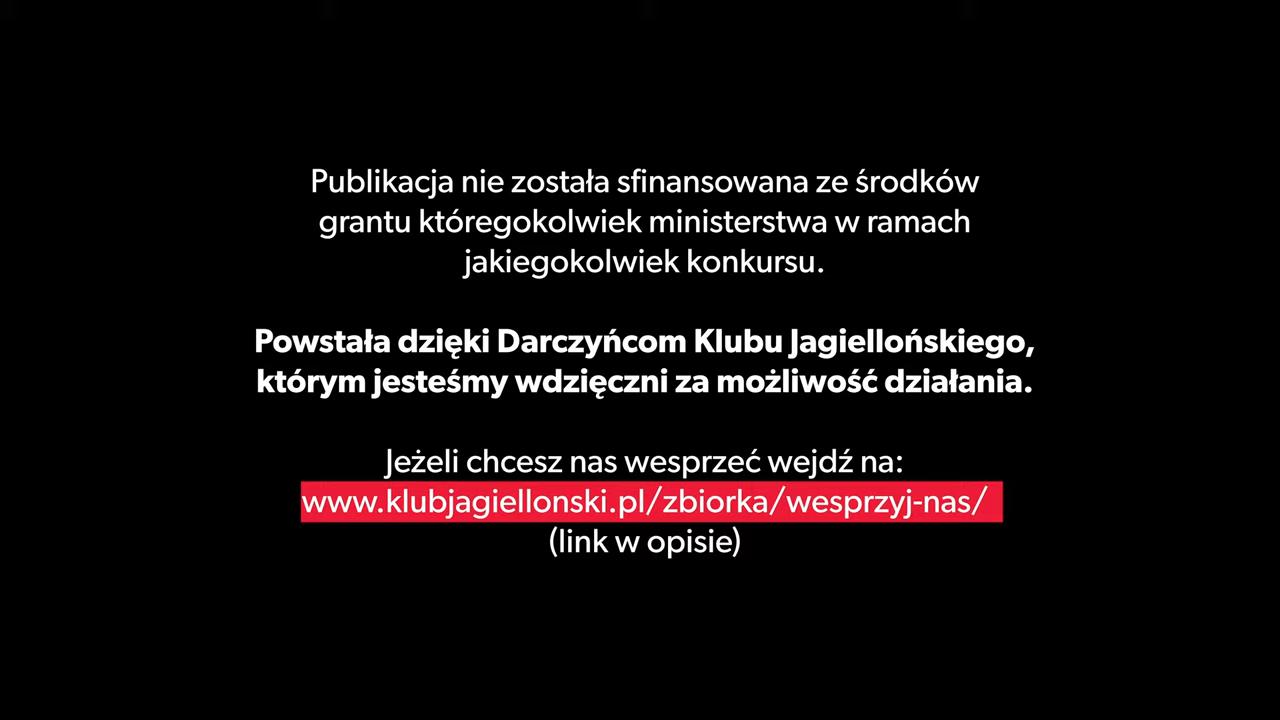 Publikacja nie została sfinansowana ze środków
grantu któregokolwiek ministerstwa w ramach
jakiegokolwiek konkursu.
Powstała dzięki Darczyńcom Klubu Jagiellońskiego,
którym jesteśmy wdzięczni za możliwość działania.
Jeżeli chcesz nas wesprzeć wejdź na:
www.klubjagiellonski.pl/zbiorka/wesprzyj-nas/
(link w opisie)